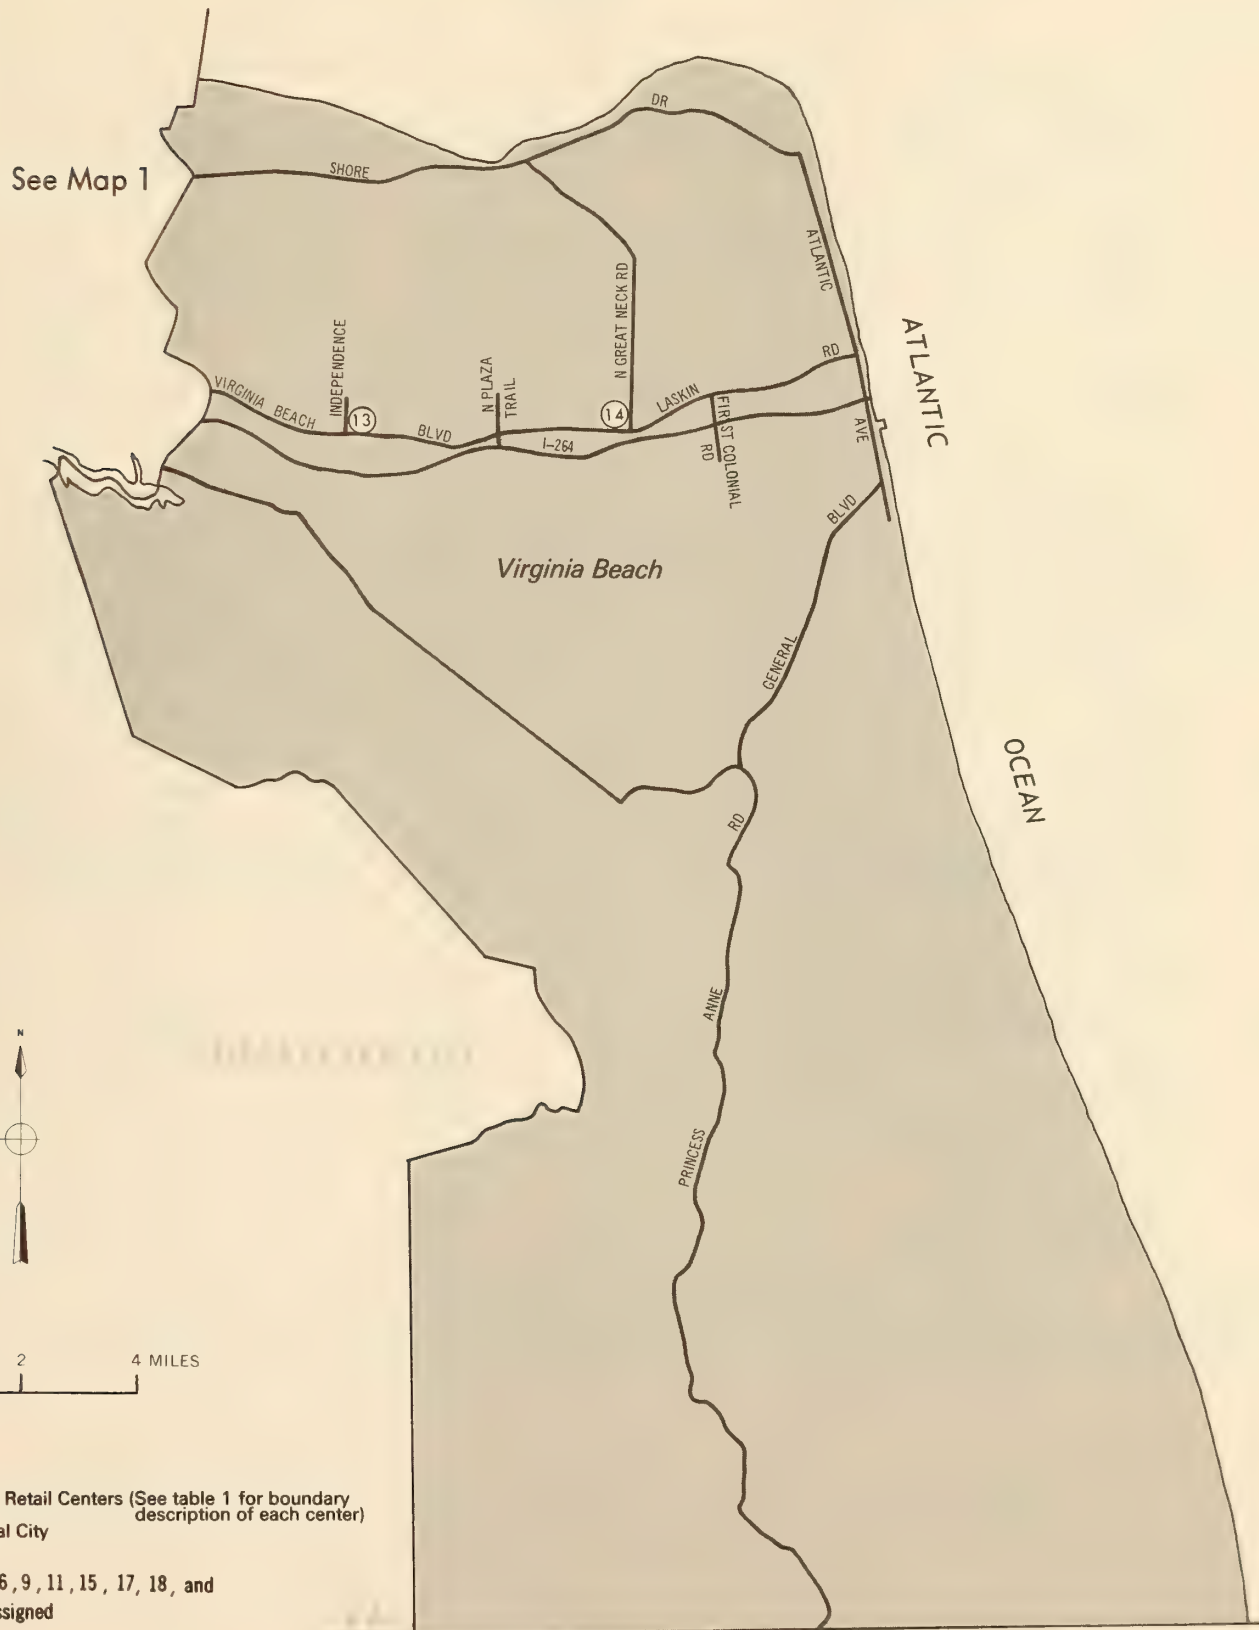 See Map 1
DR
SHORE
ATLANTIC
N GREAT NECK RD
INDEPENDENCE
N PLAZA
TRAIL
RD
ATLANTIC
VIRGINIA BEACH
13
BLVD
14
LASKIN
FIRST COLONIAL
RD
I-264
AVE
BLVD
Virginia Beach
GENERAL
OCEAN
RD
ANNE
N
PRINCESS
2
4 MILES
Retail Centers (See table 1 for boundary
description of each center)
al City
6, 9, 11, 15, 17, 18, and
ssigned